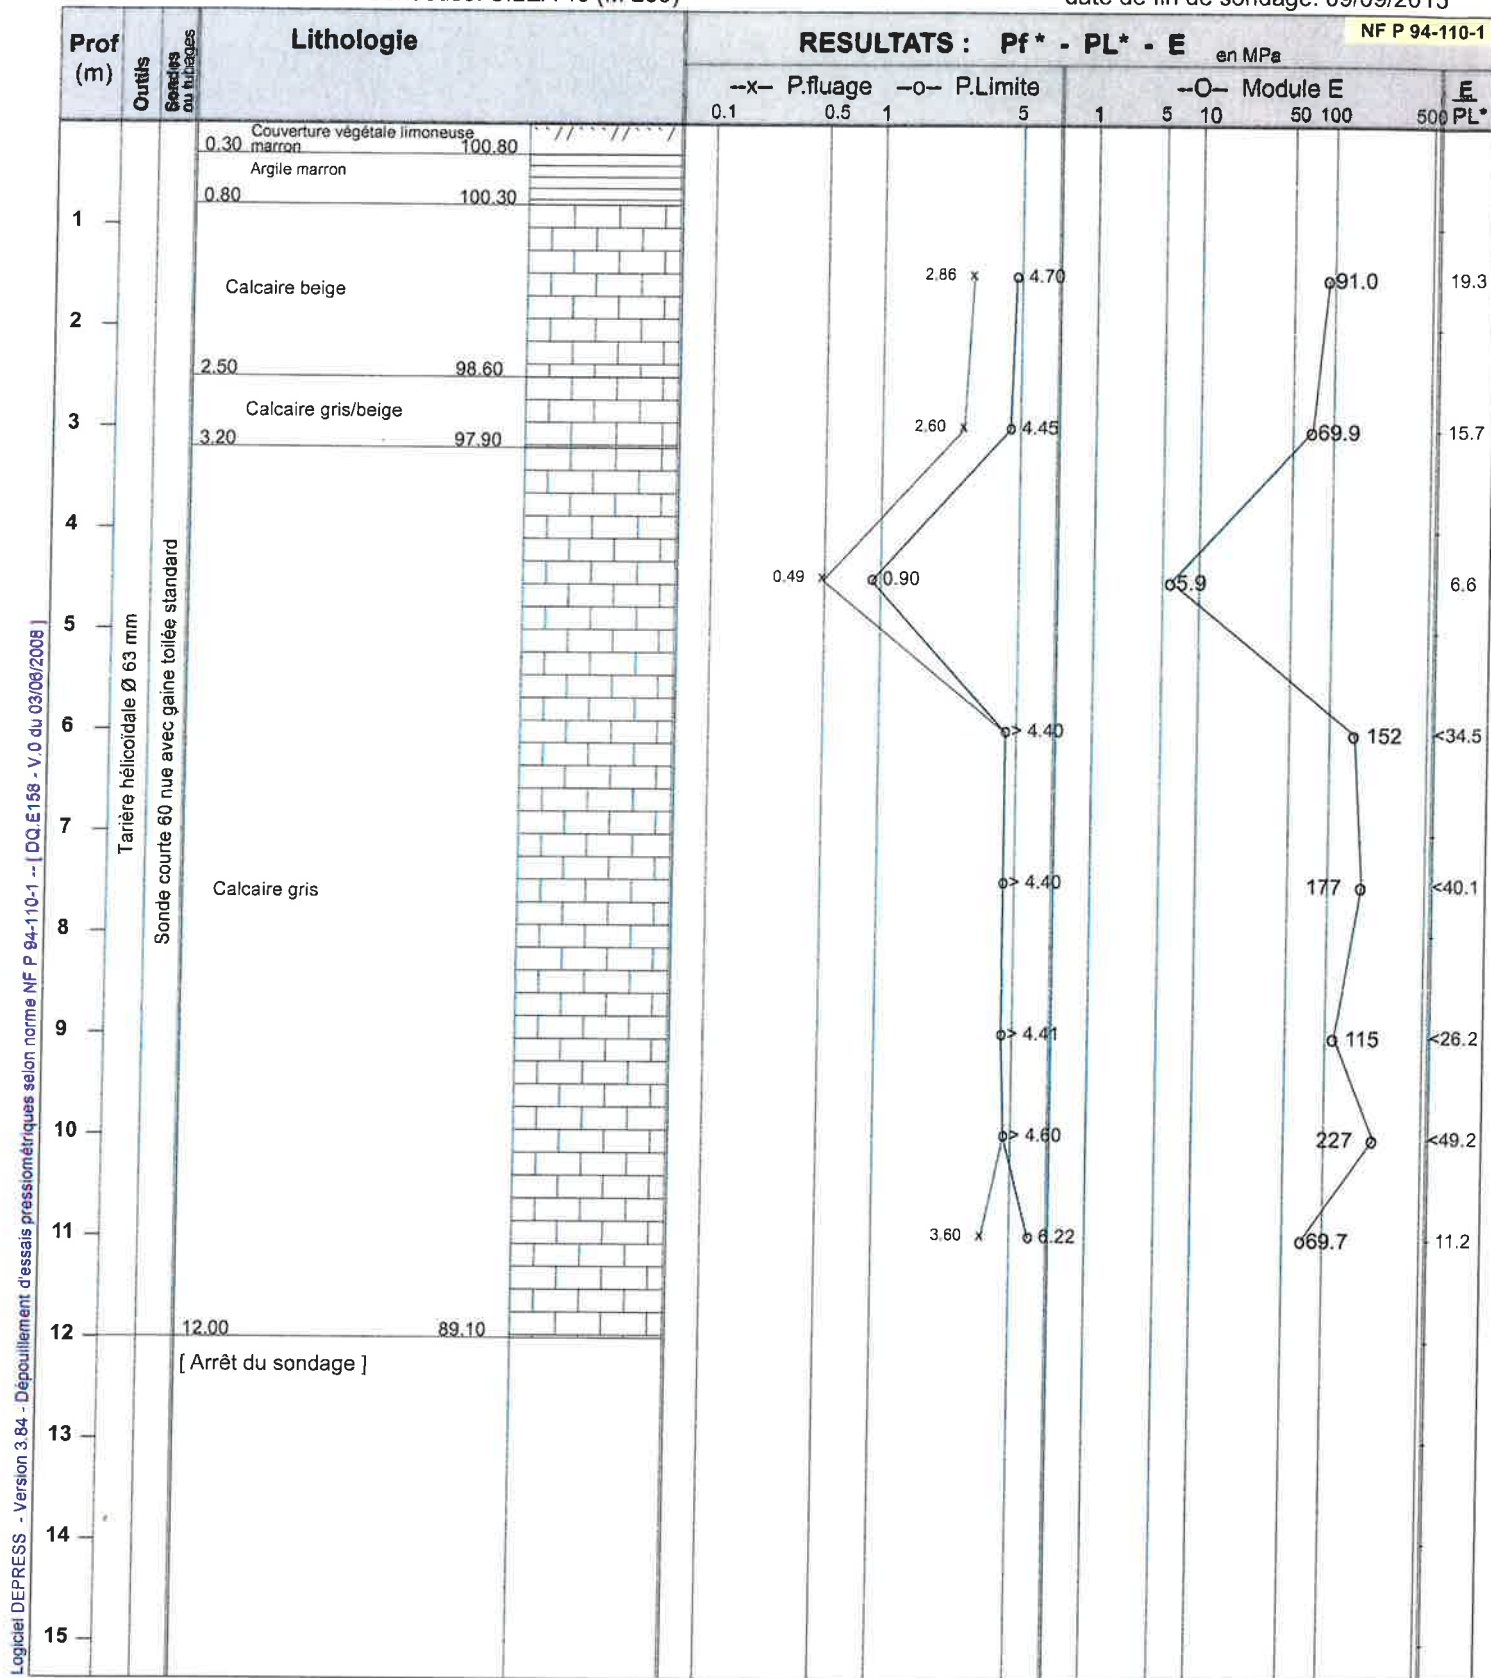 date de fin de sondage: 09/09/2015
NF P 94-110-1
Prof (m)
Outils
Sondes ou tubages
Lithologie
RESULTATS : Pf* - PL* - E en MPa
--x-- P.fluage --o-- P.Limite
--O-- Module E
E
PL*
0.1 0.5 1 5 1 5 10 50 100 500
Couverture végétale limoneuse
0.30 marron 100.80
Argile marron
0.80 100.30
1
2.86 x o 4.70 91.0 19.3
Calcaire beige
2
2.50 98.60
Calcaire gris/beige
3
2.60 x o 4.45 69.9 15.7
3.20 97.90
4
0.49 x o 0.90 5.9 6.6
5
6
> 4.40 152 <34.5
7
Calcaire gris
> 4.40 177 <40.1
8
9
> 4.41 115 <26.2
10
> 4.60 227 <49.2
11
3.60 x o 6.22 69.7 11.2
12
12.00 89.10
[ Arrêt du sondage ]
13
14
15
Tarière hélicoïdale Ø 63 mm
Sonde courte 60 nue avec gaine toilée standard
Logiciel DEPRESS - Version 3.84 - Dépouillement d'essais pressiométriques selon norme NF P 94-110-1 -- [ DQ.E158 - V.0 du 03/06/2008 ]